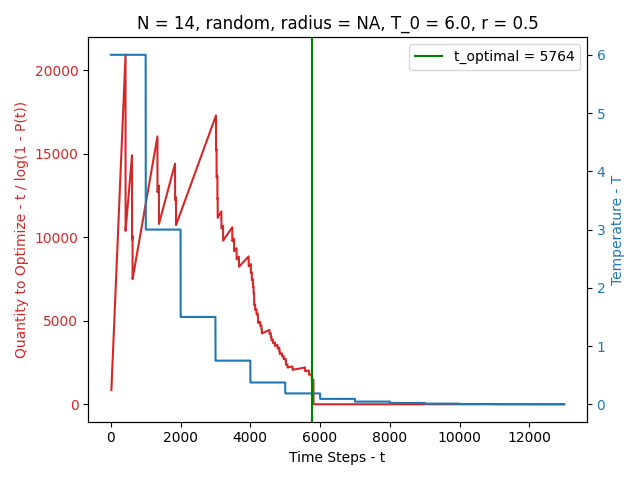 N = 14, random, radius = NA, T_0 = 6.0, r = 0.5
t_optimal = 5764
Quantity to Optimize - t / log(1 - P(t))
20000
15000
10000
5000
0
6
5
4
3
2
1
0
Temperature - T
0 2000 4000 6000 8000 10000 12000
Time Steps - t